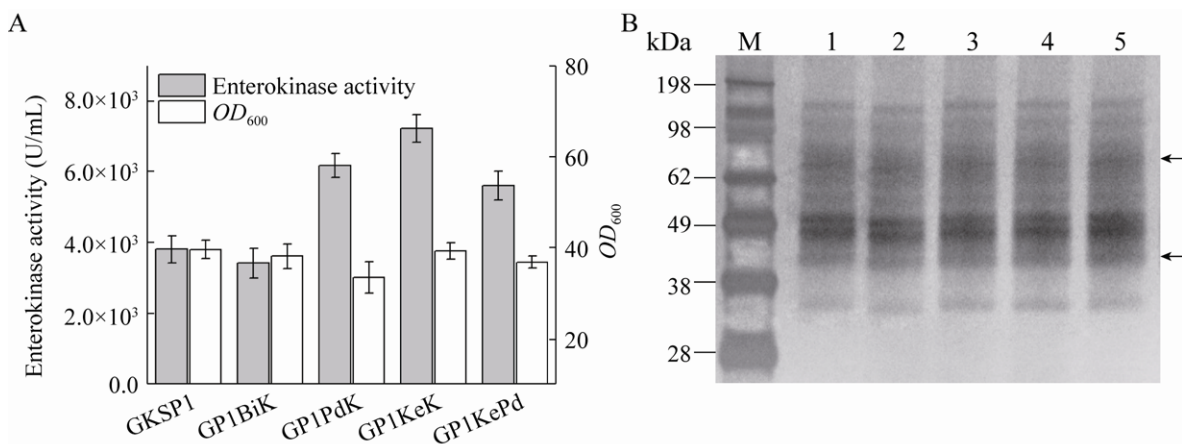 A
Enterokinase activity (U/mL)
8.0×10³
6.0×10³
4.0×10³
2.0×10³
0.0
Enterokinase activity
OD₆₀₀
80
60
40
20
OD₆₀₀
GKSP1
GP1BiK
GP1PdK
GP1KeK
GP1KePd
B
kDa M 1 2 3 4 5
198
98
62
49
38
28